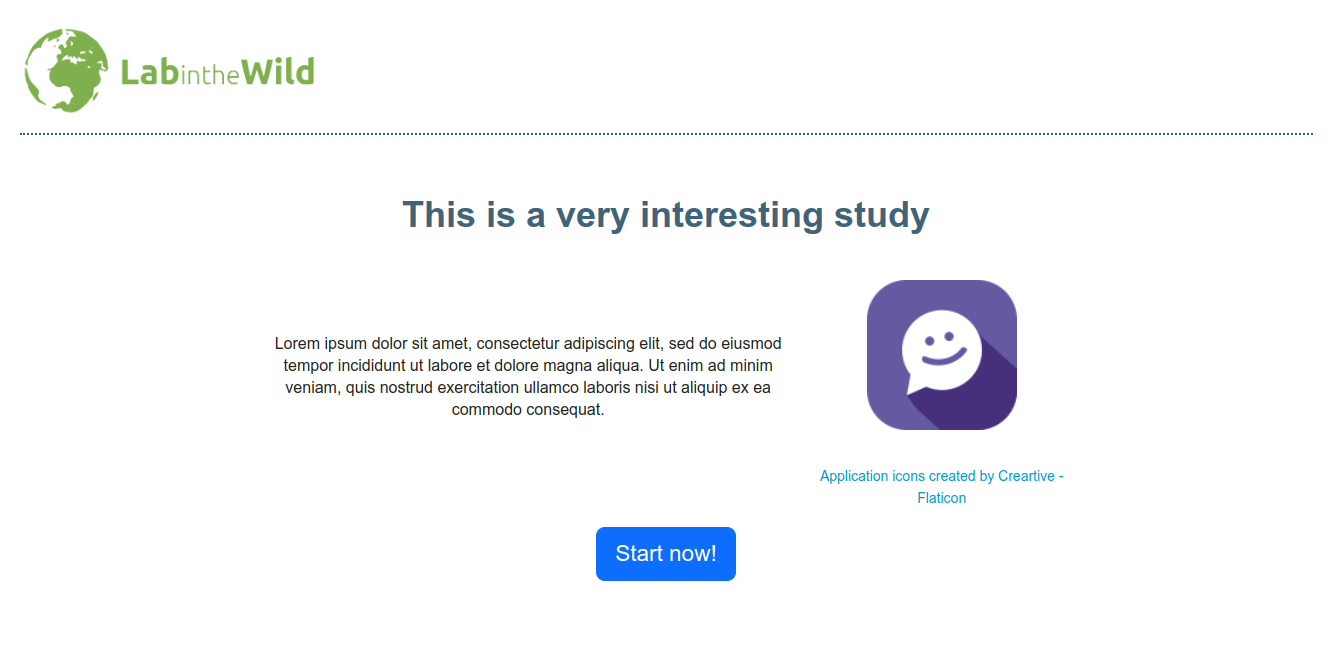 LabintheWild
This is a very interesting study
Lorem ipsum dolor sit amet, consectetur adipiscing elit, sed do eiusmod
tempor incididunt ut labore et dolore magna aliqua. Ut enim ad minim
veniam, quis nostrud exercitation ullamco laboris nisi ut aliquip ex ea
commodo consequat.
Application icons created by Creartive -
Flaticon
Start now!